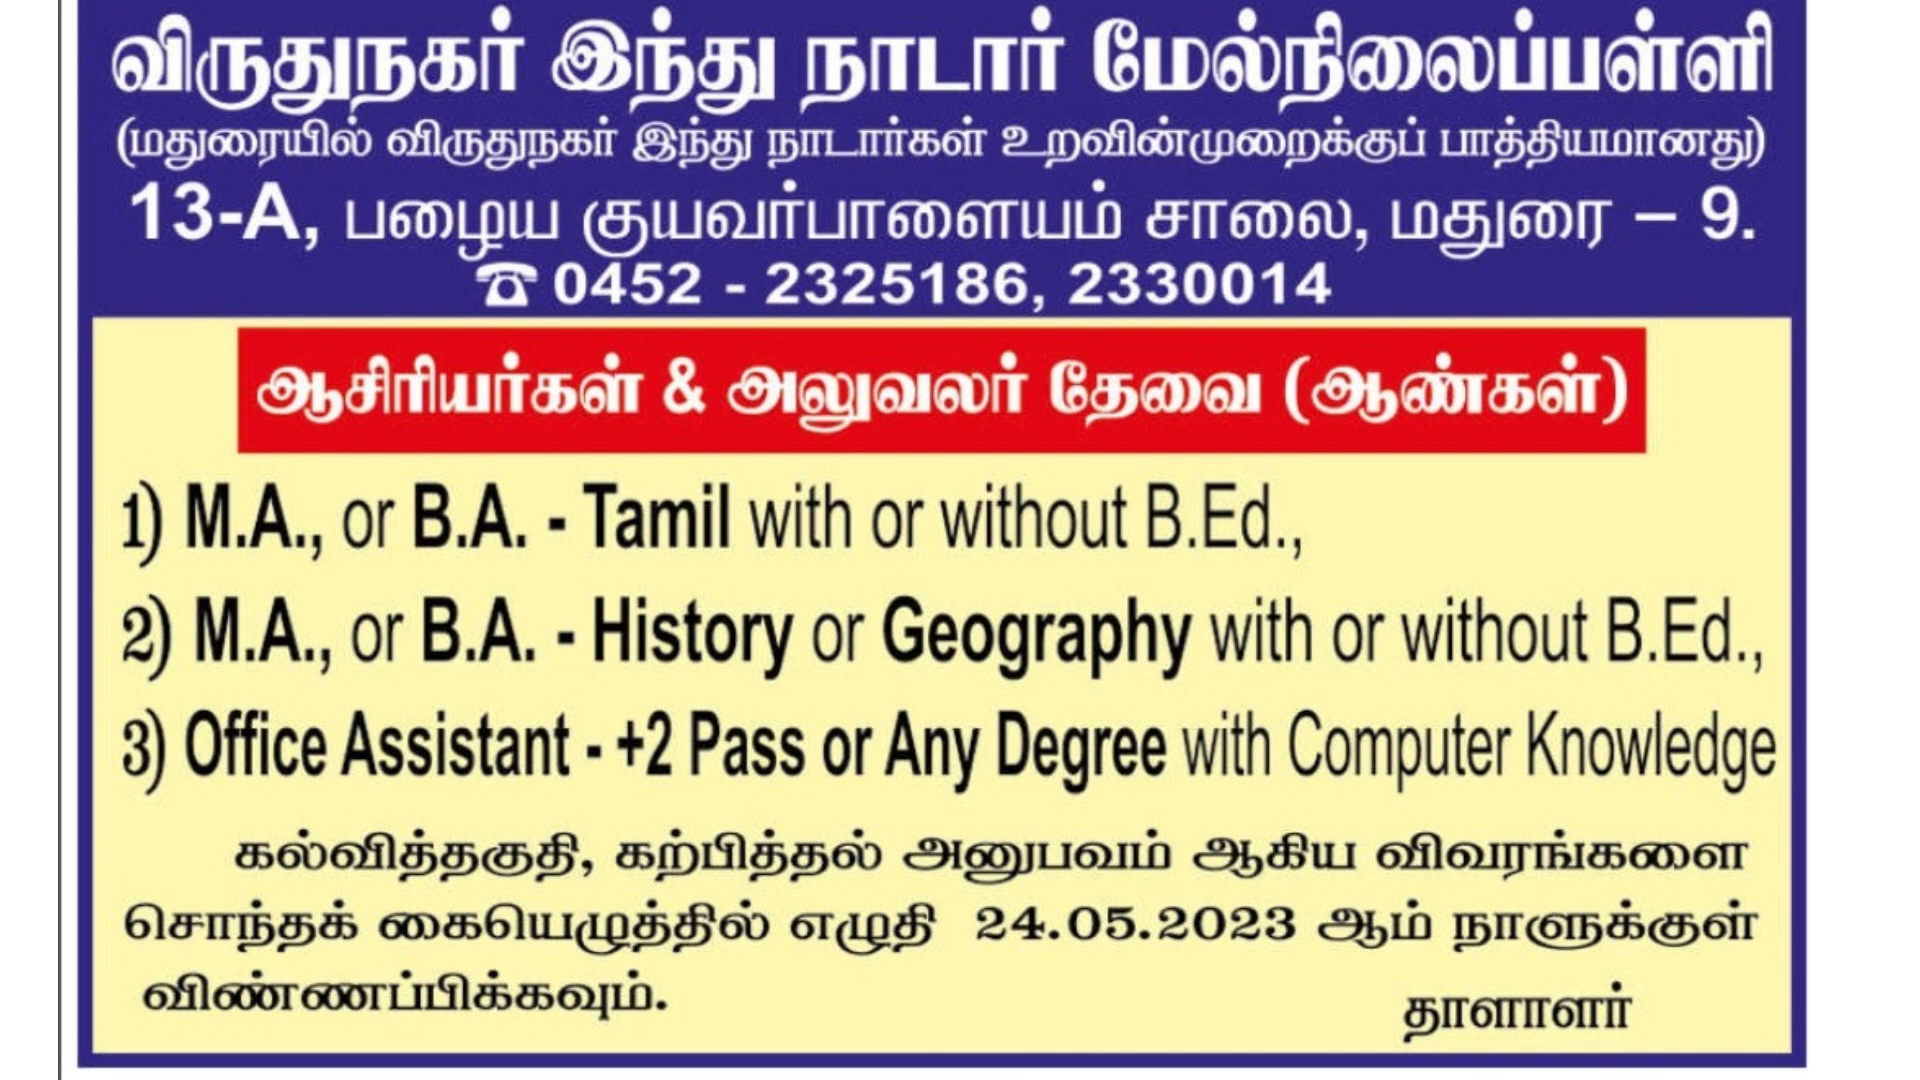 விருதுநகர் இந்து நாடார் மேல்நிலைப்பள்ளி
(மதுரையில் விருதுநகர் இந்து நாடார்கள் உறவின்முறைக்குப் பாத்தியமானது)
13-A, பழைய குயவர்பாளையம் சாலை, மதுரை – 9.
☎ 0452 - 2325186, 2330014
ஆசிரியர்கள் & அலுவலர் தேவை (ஆண்கள்)
1) M.A., or B.A. - Tamil with or without B.Ed.,
2) M.A., or B.A. - History or Geography with or without B.Ed.,
3) Office Assistant - +2 Pass or Any Degree with Computer Knowledge
கல்வித்தகுதி, கற்பித்தல் அனுபவம் ஆகிய விவரங்களை
சொந்தக் கையெழுத்தில் எழுதி 24.05.2023 ஆம் நாளுக்குள்
விண்ணப்பிக்கவும்.
தாளாளர்